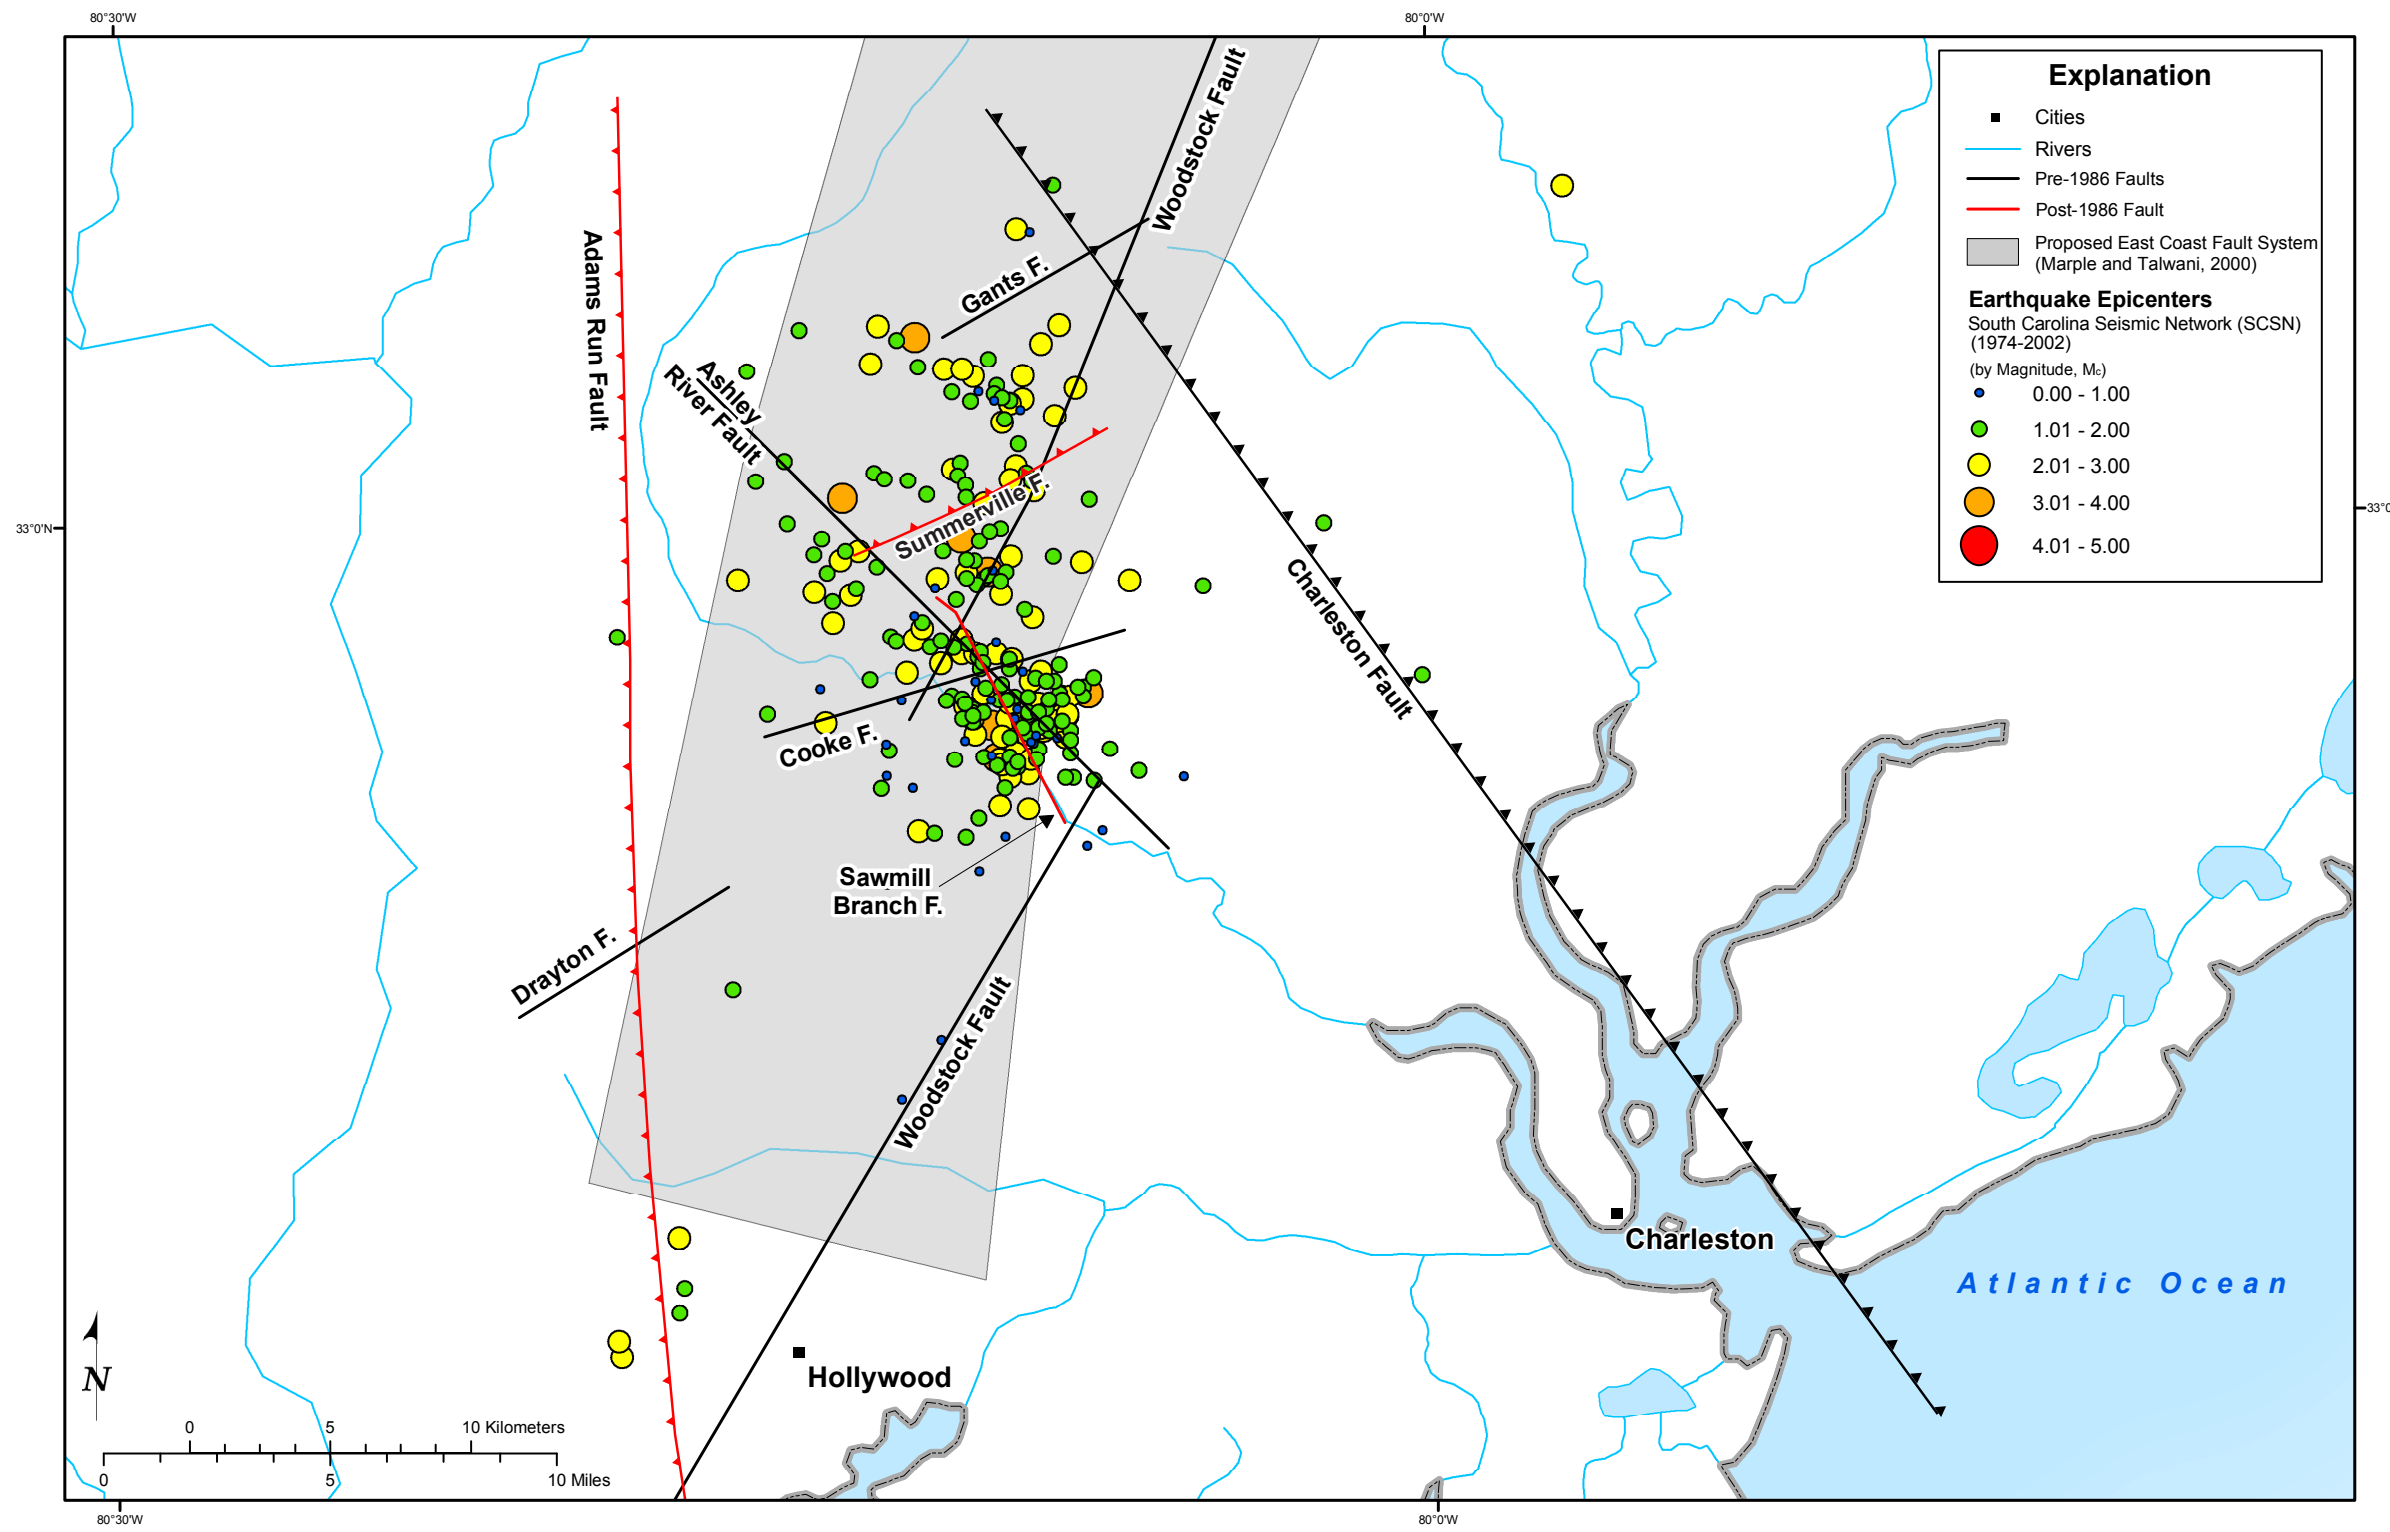 80°30'W
80°0'W
Explanation
Cities
Rivers
Pre-1986 Faults
Post-1986 Fault
Proposed East Coast Fault System
(Marple and Talwani, 2000)
Earthquake Epicenters
South Carolina Seismic Network (SCSN)
(1974-2002)
(by Magnitude, Mc)
0.00 - 1.00
1.01 - 2.00
2.01 - 3.00
3.01 - 4.00
4.01 - 5.00
Woodstock Fault
Adams Run Fault
Gants F.
Ashley
River Fault
Summerville F.
33°0'N
33°0
Charleston Fault
Cooke F.
Sawmill
Branch F.
Drayton F.
Woodstock Fault
Charleston
Atlantic Ocean
Hollywood
N
0 5 10 Kilometers
0 5 10 Miles
80°30'W
80°0'W